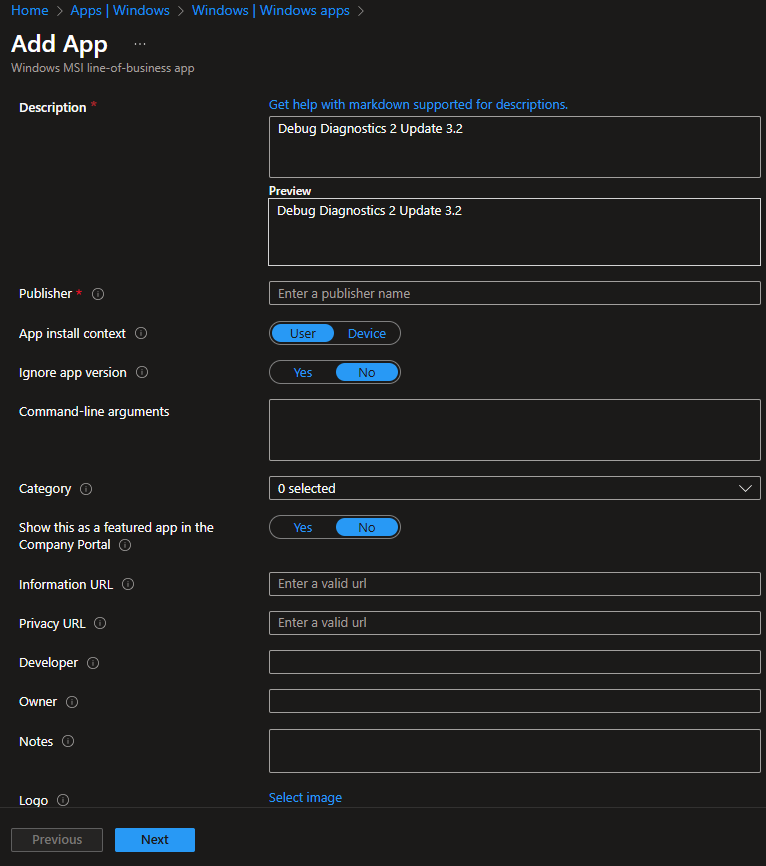 Home > Apps | Windows > Windows | Windows apps >
Add App ...
Windows MSI line-of-business app
Description *
Get help with markdown supported for descriptions.
Debug Diagnostics 2 Update 3.2
Preview
Debug Diagnostics 2 Update 3.2
Publisher * Enter a publisher name
App install context User Device
Ignore app version Yes No
Command-line arguments
Category 0 selected
Show this as a featured app in the Yes No
Company Portal
Information URL Enter a valid url
Privacy URL Enter a valid url
Developer
Owner
Notes
Logo Select image
Previous Next